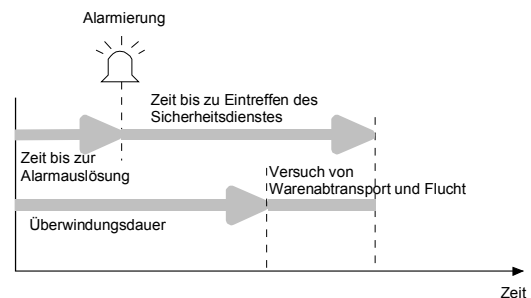 Alarmierung
Zeit bis zu Eintreffen des
Sicherheitsdienstes
Zeit bis zur
Alarmauslösung
Versuch von
Warenabtransport und Flucht
Überwindungsdauer
Zeit